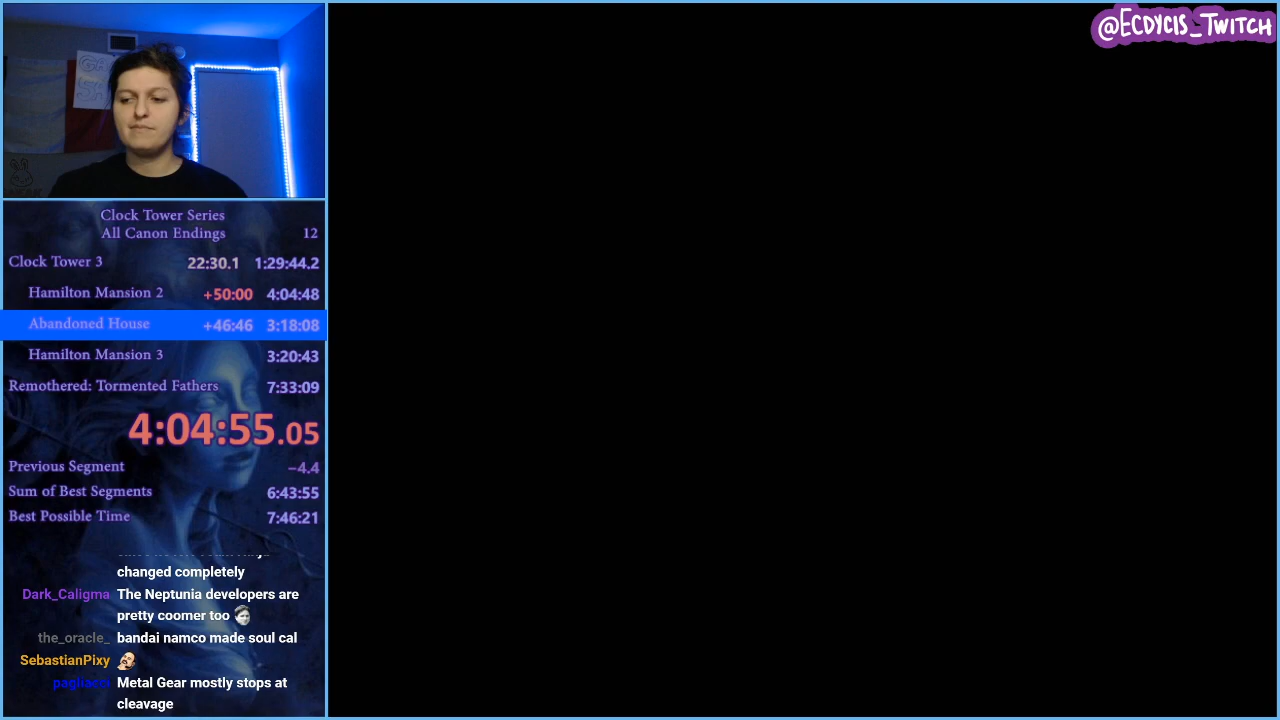 @ECDYCIS_TWITCH
Clock Tower Series
All Canon Endings 12
Clock Tower 3 22:30.1 1:29:44.2
Hamilton Mansion 2 +50:00 4:04:48
Abandoned House +46:46 3:18:08
Hamilton Mansion 3 3:20:43
Remothered: Tormented Fathers 7:33:09
4:04:55.05
Previous Segment −4.4
Sum of Best Segments 6:43:55
Best Possible Time 7:46:21
changed completely
Dark_Caligma The Neptunia developers are
pretty coomer too
the_oracle_ bandai namco made soul cal
SebastianPixy
pagliacci Metal Gear mostly stops at
cleavage